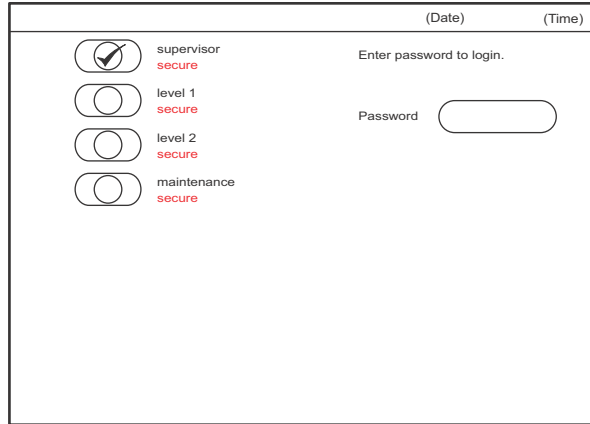 (Date) (Time)
supervisor
secure
level 1
secure
level 2
secure
maintenance
secure
Enter password to login.
Password